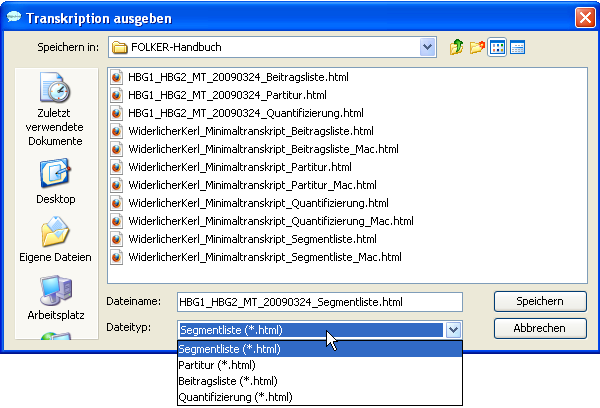 Transkription ausgeben
Speichern in: FOLKER-Handbuch
Zuletzt
verwendete
Dokumente
Desktop
Eigene Dateien
Arbeitsplatz
HBG1_HBG2_MT_20090324_Beitragsliste.html
HBG1_HBG2_MT_20090324_Partitur.html
HBG1_HBG2_MT_20090324_Quantifizierung.html
WiderlicherKerl_Minimaltranskript_Beitragsliste.html
WiderlicherKerl_Minimaltranskript_Beitragsliste_Mac.html
WiderlicherKerl_Minimaltranskript_Partitur.html
WiderlicherKerl_Minimaltranskript_Partitur_Mac.html
WiderlicherKerl_Minimaltranskript_Quantifizierung.html
WiderlicherKerl_Minimaltranskript_Quantifizierung_Mac.html
WiderlicherKerl_Minimaltranskript_Segmentliste.html
WiderlicherKerl_Minimaltranskript_Segmentliste_Mac.html
Dateiname: HBG1_HBG2_MT_20090324_Segmentliste.html Speichern
Dateityp: Segmentliste (*.html) Abbrechen
Segmentliste (*.html)
Partitur (*.html)
Beitragsliste (*.html)
Quantifizierung (*.html)